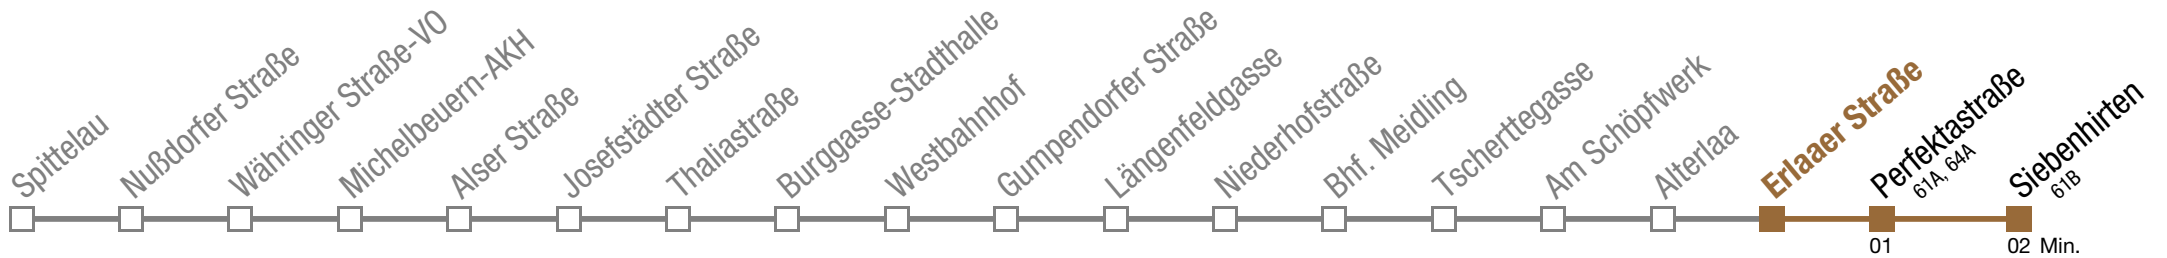 Spittelau
Nußdorfer Straße
Währinger Straße-VO
Michelbeuern-AKH
Alser Straße
Josefstädter Straße
Thaliastraße
Burggasse-Stadthalle
Westbahnhof
Gumpendorfer Straße
Längenfeldgasse
Niederhofstraße
Bhf. Meidling
Tscherttegasse
Am Schöpfwerk
Alterlaa
Erlaaer Straße
Perfektastraße
61A, 64A
Siebenhirten
61B
01
02 Min.